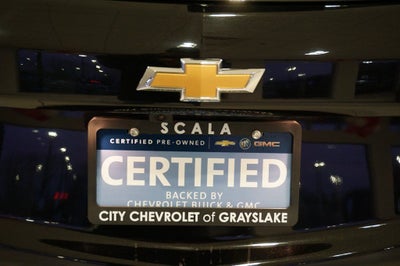 SCALA
CERTIFIED PRE-OWNED GMC
CERTIFIED
BACKED BY
CHEVROLET BUICK & GMC
CITY CHEVROLET of GRAYSLAKE